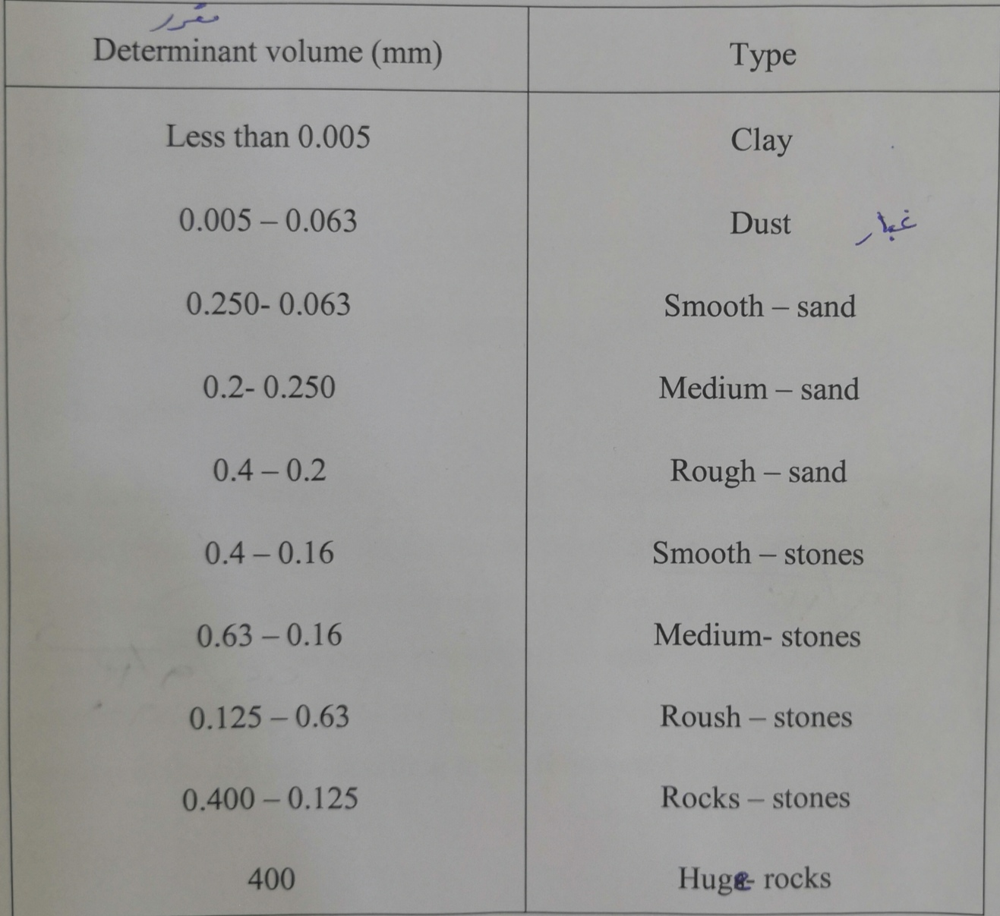 مقرر
Determinant volume (mm) Type
Less than 0.005 Clay
0.005 – 0.063 Dust غبار
0.250- 0.063 Smooth – sand
0.2- 0.250 Medium – sand
0.4 – 0.2 Rough – sand
0.4 – 0.16 Smooth – stones
0.63 – 0.16 Medium- stones
0.125 – 0.63 Roush – stones
0.400 – 0.125 Rocks – stones
400 Huge- rocks